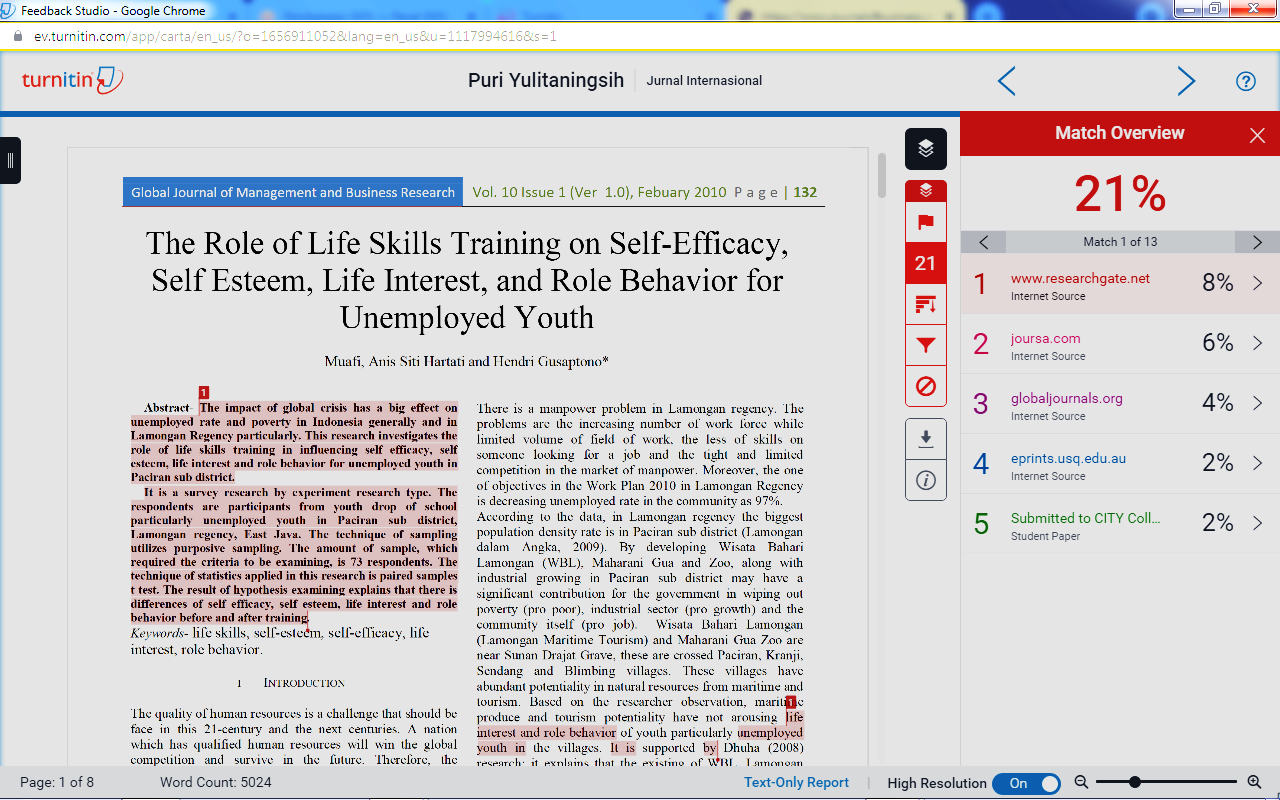 Feedback Studio - Google Chrome
ev.turnitin.com/app/carta/en_us/?o=1656911052&lang=en_us&u=1117994616&s=1
turnitin
Puri Yulitaningsih
Jurnal Internasional
Global Journal of Management and Business Research Vol. 10 Issue 1 (Ver 1.0), Febuary 2010 P a g e | 132
The Role of Life Skills Training on Self-Efficacy,
Self Esteem, Life Interest, and Role Behavior for
Unemployed Youth
Muafi, Anis Siti Hartati and Hendri Gusaptono*
1
Abstract- The impact of global crisis has a big effect on
unemployed rate and poverty in Indonesia generally and in
Lamongan Regency particularly. This research investigates the
role of life skills training in influencing self efficacy, self
esteem, life interest and role behavior for unemployed youth in
Paciran sub district.
It is a survey research by experiment research type. The
respondents are participants from youth drop of school
particularly unemployed youth in Paciran sub district,
Lamongan regency, East Java. The technique of sampling
utilizes purposive sampling. The amount of sample, which
required the criteria to be examining, is 73 respondents. The
technique of statistics applied in this research is paired samples
t test. The result of hypothesis examining explains that there is
differences of self efficacy, self esteem, life interest and role
behavior before and after training.
Keywords- life skills, self-esteem, self-efficacy, life
interest, role behavior.
I INTRODUCTION
The quality of human resources is a challenge that should be
face in this 21-century and the next centuries. A nation
which has qualified human resources will win the global
competition and survive in the future. Therefore, the
There is a manpower problem in Lamongan regency. The
problems are the increasing number of work force while
limited volume of field of work, the less of skills on
someone looking for a job and the tight and limited
competition in the market of manpower. Moreover, the one
of objectives in the Work Plan 2010 in Lamongan Regency
is decreasing unemployed rate in the community as 97%.
According to the data, in Lamongan regency the biggest
population density rate is in Paciran sub district (Lamongan
dalam Angka, 2009). By developing Wisata Bahari
Lamongan (WBL), Maharani Gua and Zoo, along with
industrial growing in Paciran sub district may have a
significant contribution for the government in wiping out
poverty (pro poor), industrial sector (pro growth) and the
community itself (pro job). Wisata Bahari Lamongan
(Lamongan Maritime Tourism) and Maharani Gua Zoo are
near Sunan Drajat Grave, these are crossed Paciran, Kranji,
Sendang and Blimbing villages. These villages have
abundant potentiality in natural resources from maritime and
tourism. Based on the researcher observation, maritime
1
produce and tourism potentiality have not arousing life
interest and role behavior of youth particularly unemployed
youth in the villages. It is supported by Dhuha (2008)
research; it explains that the existing of WBL, Lamongan
21
Match Overview
21%
Match 1 of 13
1 www.researchgate.net 8%
Internet Source
2 joursa.com 6%
Internet Source
3 globaljournals.org 4%
Internet Source
4 eprints.usq.edu.au 2%
Internet Source
5 Submitted to CITY Coll... 2%
Student Paper
Page: 1 of 8 Word Count: 5024 Text-Only Report High Resolution On